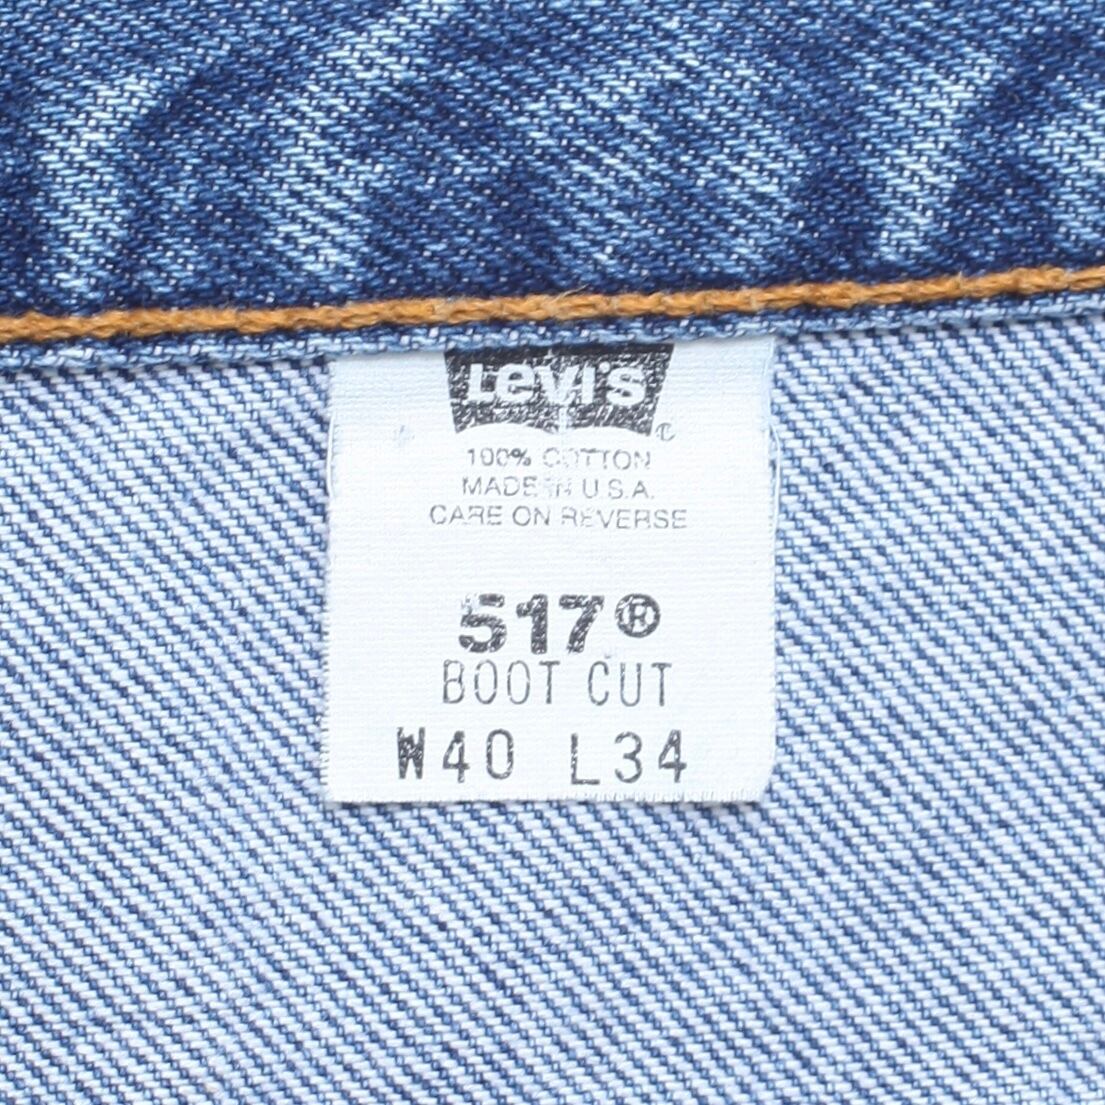 Levi's
100% COTTON
MADE IN U.S.A.
CARE ON REVERSE
517®
BOOT CUT
W40 L34